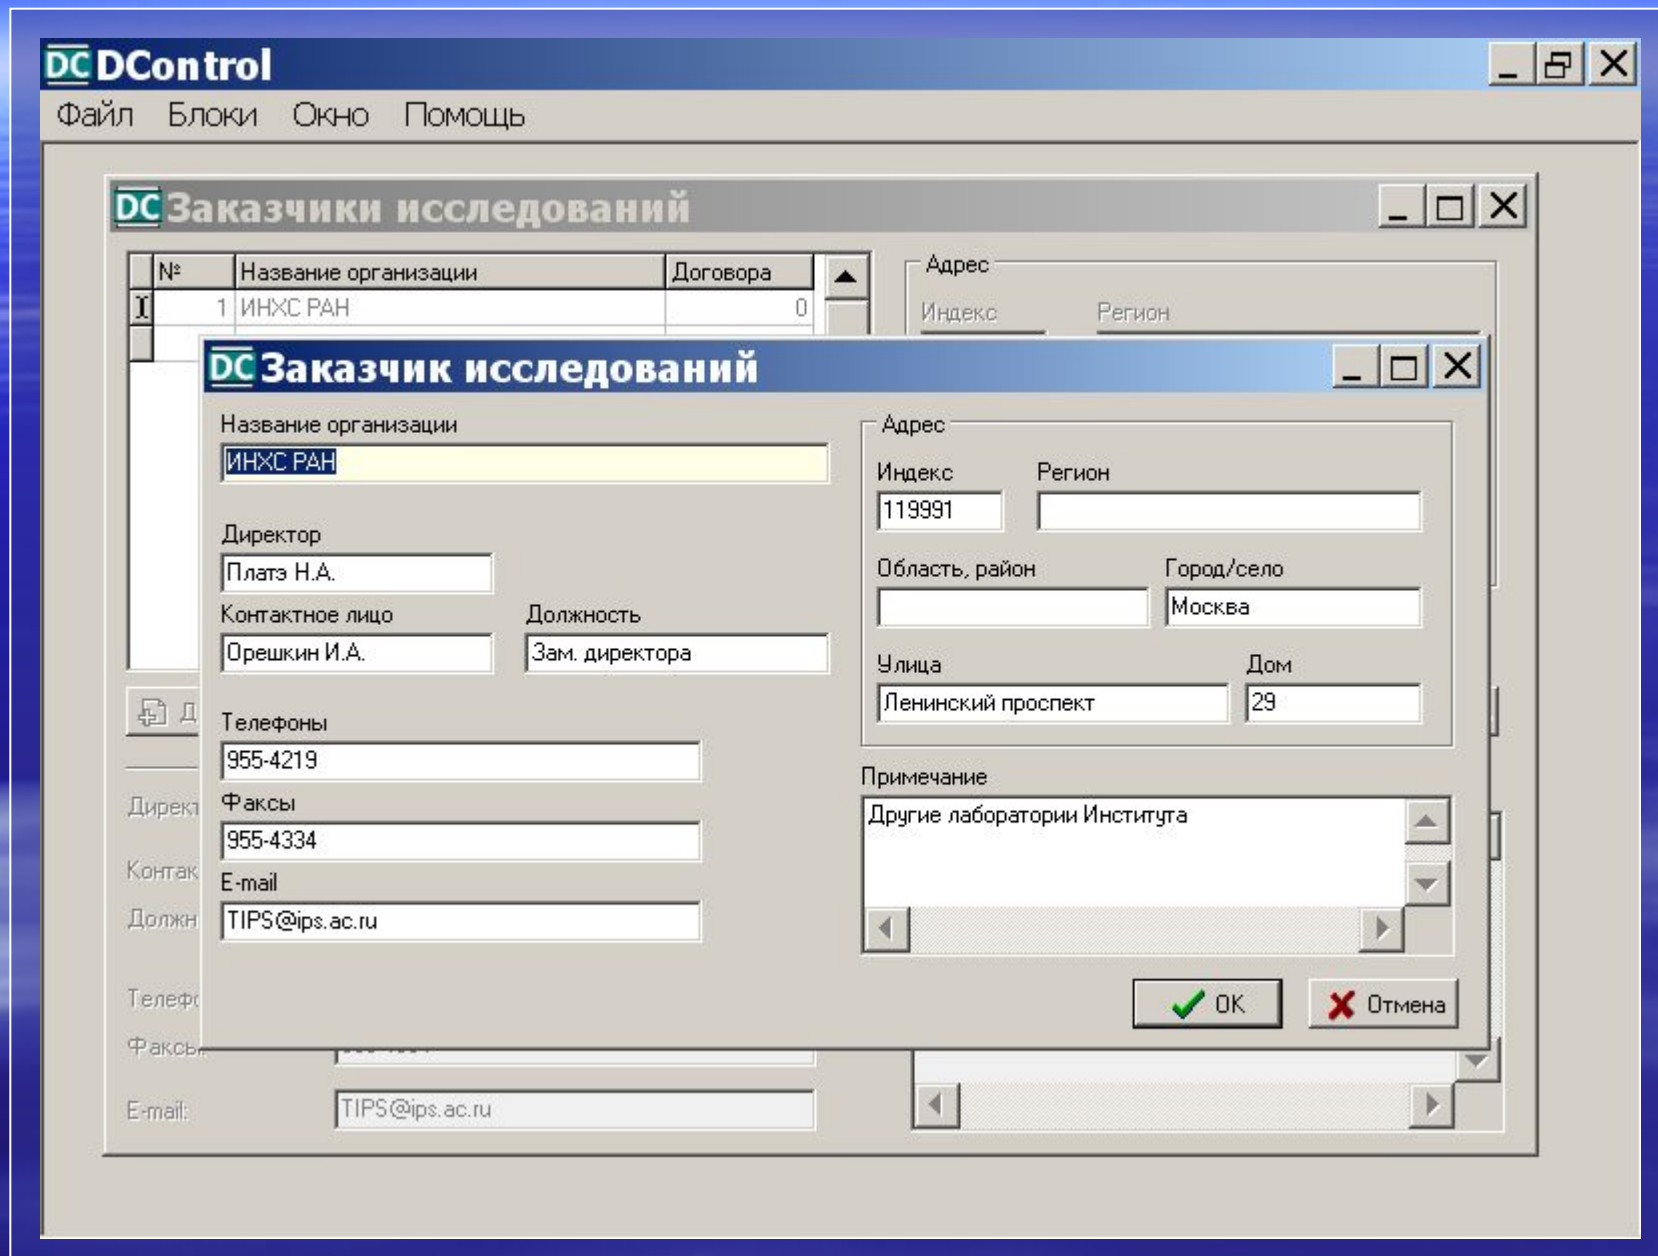 DC DControl
Файл Блоки Окно Помощь
DC Заказчики исследований
№ Название организации Договора
1 ИНХС РАН 0
Адрес
Индекс Регион
DC Заказчик исследований
Название организации
ИНХС РАН
Директор
Платэ Н.А.
Контактное лицо Должность
Орешкин И.А. Зам. директора
Телефоны
955-4219
Факсы
955-4334
E-mail
TIPS@ips.ac.ru
Адрес
Индекс Регион
119991
Область, район Город/село
Москва
Улица Дом
Ленинский проспект 29
Примечание
Другие лаборатории Института
OK Отмена
E-mail: TIPS@ips.ac.ru